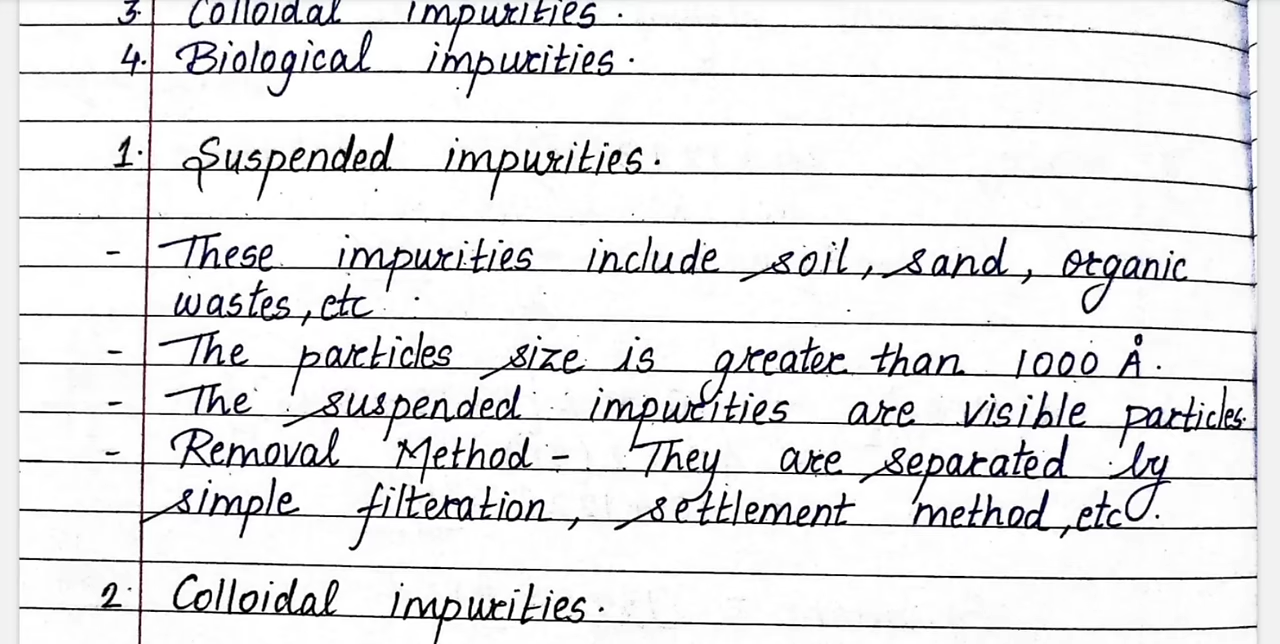 3. Colloidal impurities.
4. Biological impurities.
1. Suspended impurities.
- These impurities include soil, sand, organic
wastes, etc.
- The particles size is greater than 1000 Å.
- The suspended impurities are visible particles.
- Removal Method - They are separated by
simple filteration, settlement method, etc.
2. Colloidal impurities.